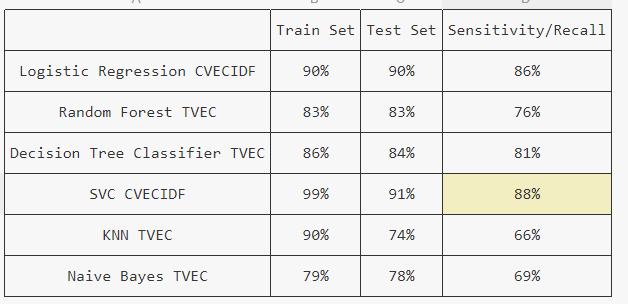 Train Set Test Set Sensitivity/Recall
Logistic Regression CVECIDF 90% 90% 86%
Random Forest TVEC 83% 83% 76%
Decision Tree Classifier TVEC 86% 84% 81%
SVC CVECIDF 99% 91% 88%
KNN TVEC 90% 74% 66%
Naive Bayes TVEC 79% 78% 69%